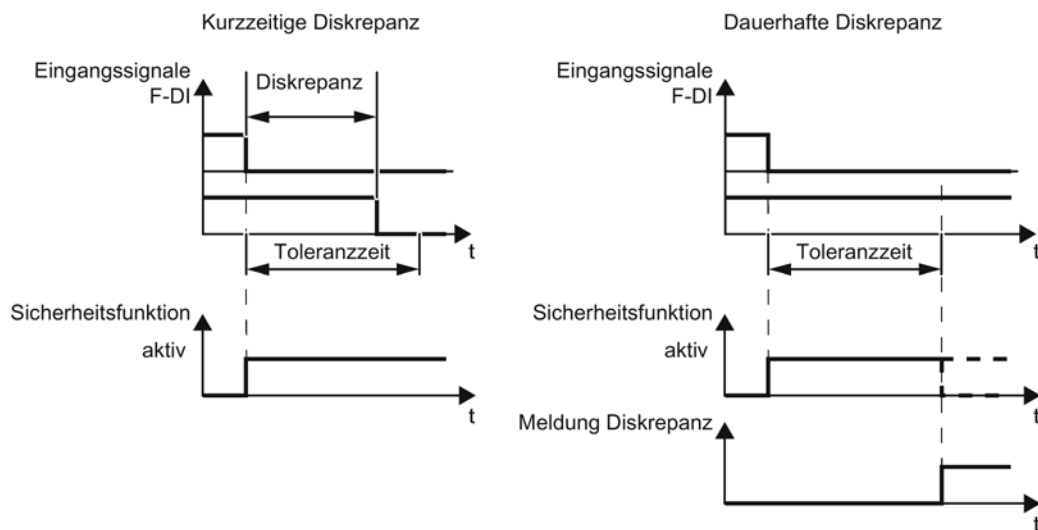 Kurzzeitige Diskrepanz
Eingangssignale
F-DI
Diskrepanz
t
Toleranzzeit
Sicherheitsfunktion
aktiv
t
Dauerhafte Diskrepanz
Eingangssignale
F-DI
t
Toleranzzeit
Sicherheitsfunktion
aktiv
t
Meldung Diskrepanz
t